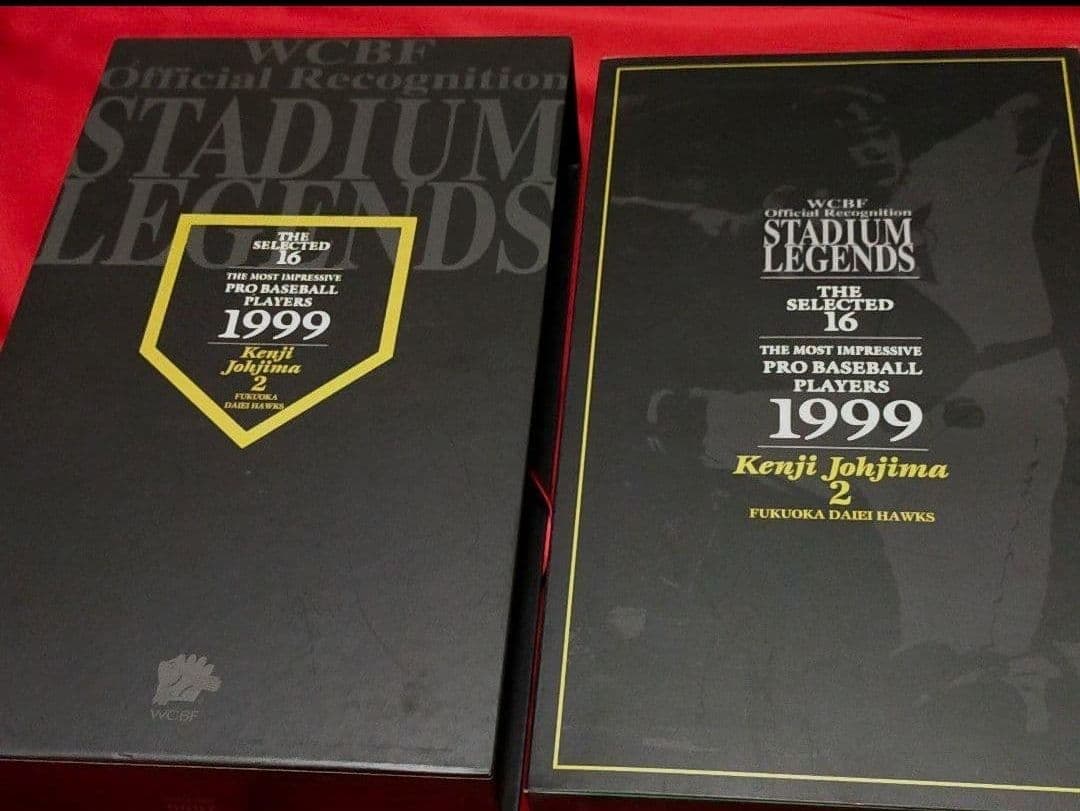 WCBF
Official Recognition
STADIUM
LEGENDS
THE
SELECTED
16
THE MOST IMPRESSIVE
PRO BASEBALL
PLAYERS
1999
Kenji
Johjima
2
FUKUOKA
DAIEI HAWKS
WCBF
WCBF
Official Recognition
STADIUM
LEGENDS
THE
SELECTED
16
THE MOST IMPRESSIVE
PRO BASEBALL
PLAYERS
1999
Kenji Johjima
2
FUKUOKA DAIEI HAWKS